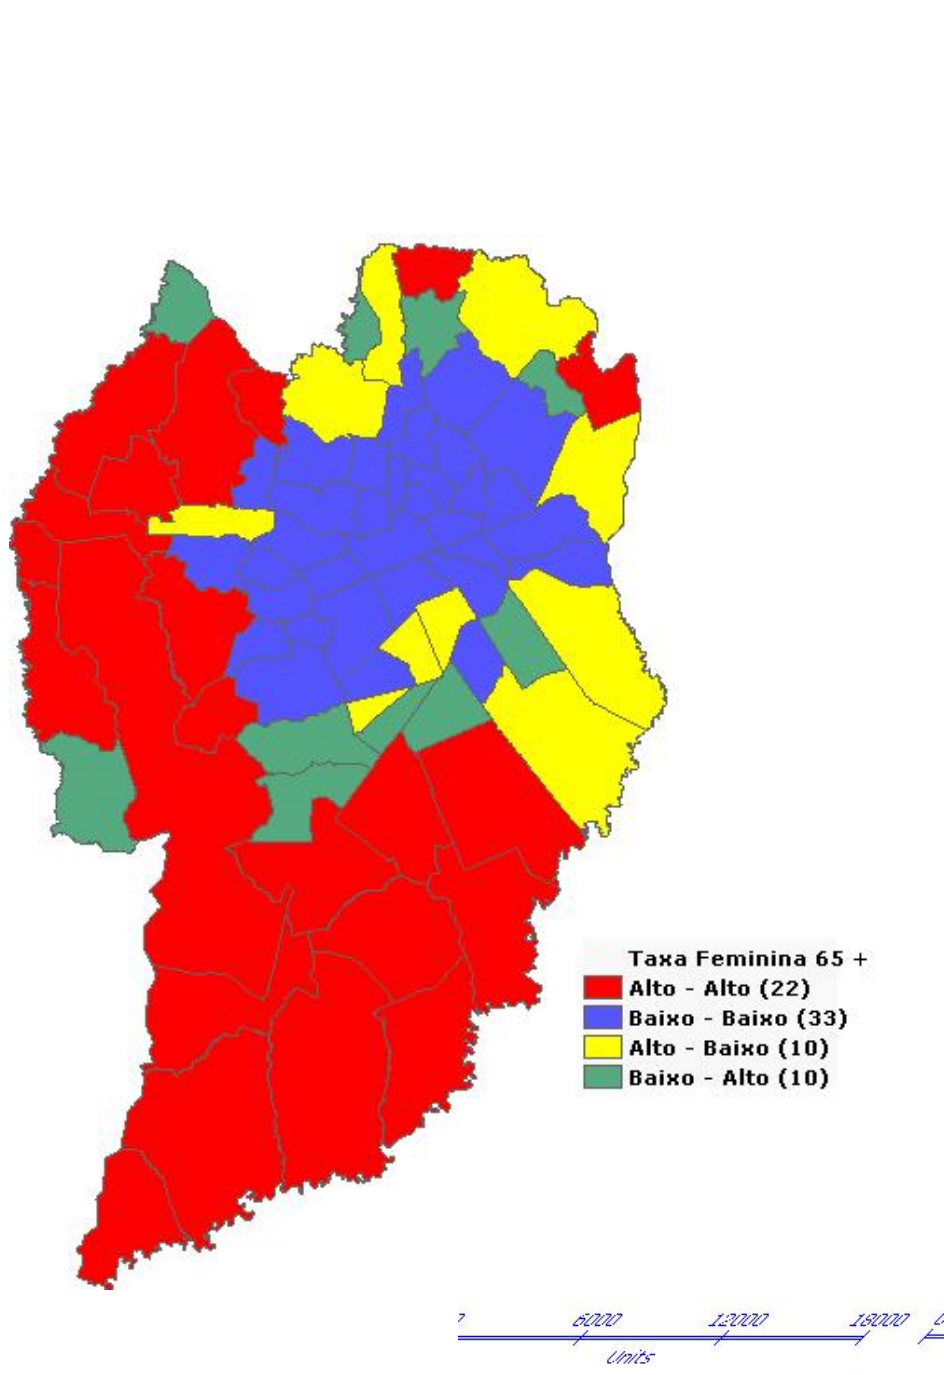 Taxa Feminina 65 +
Alto - Alto (22)
Baixo - Baixo (33)
Alto - Baixo (10)
Baixo - Alto (10)
6000 12000 18000
Units